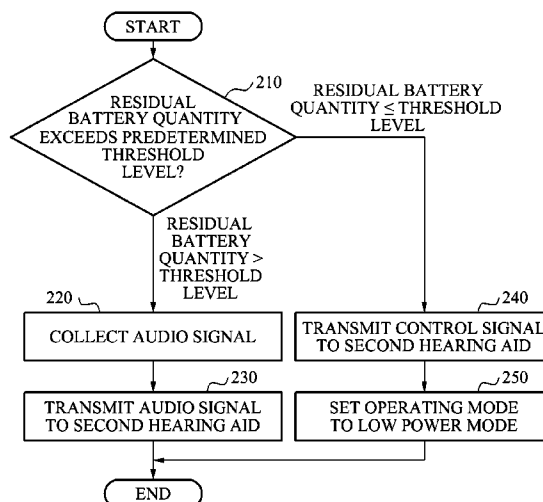 START
210
RESIDUAL
BATTERY QUANTITY
EXCEEDS PREDETERMINED
THRESHOLD
LEVEL?
RESIDUAL BATTERY
QUANTITY ≤ THRESHOLD
LEVEL
RESIDUAL
BATTERY
QUANTITY >
THRESHOLD
LEVEL
220
COLLECT AUDIO SIGNAL
240
TRANSMIT CONTROL SIGNAL
TO SECOND HEARING AID
230
TRANSMIT AUDIO SIGNAL
TO SECOND HEARING AID
250
SET OPERATING MODE
TO LOW POWER MODE
END